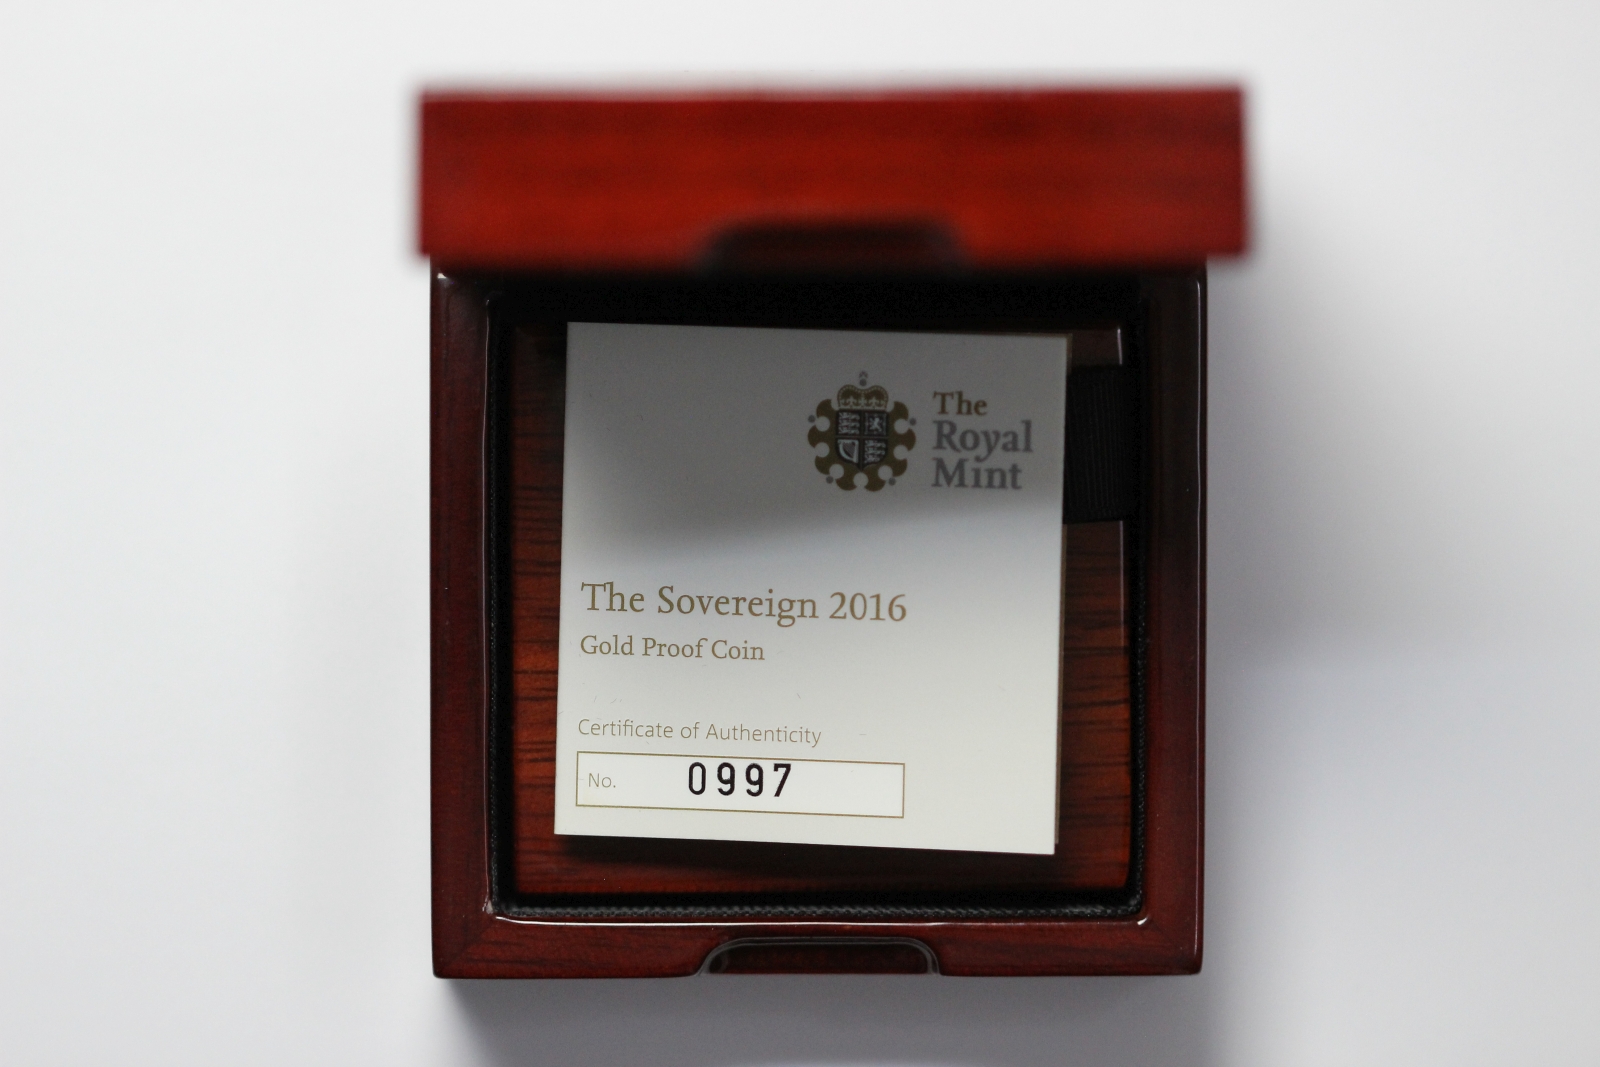 The
Royal
Mint
The Sovereign 2016
Gold Proof Coin
Certificate of Authenticity
No. 0997